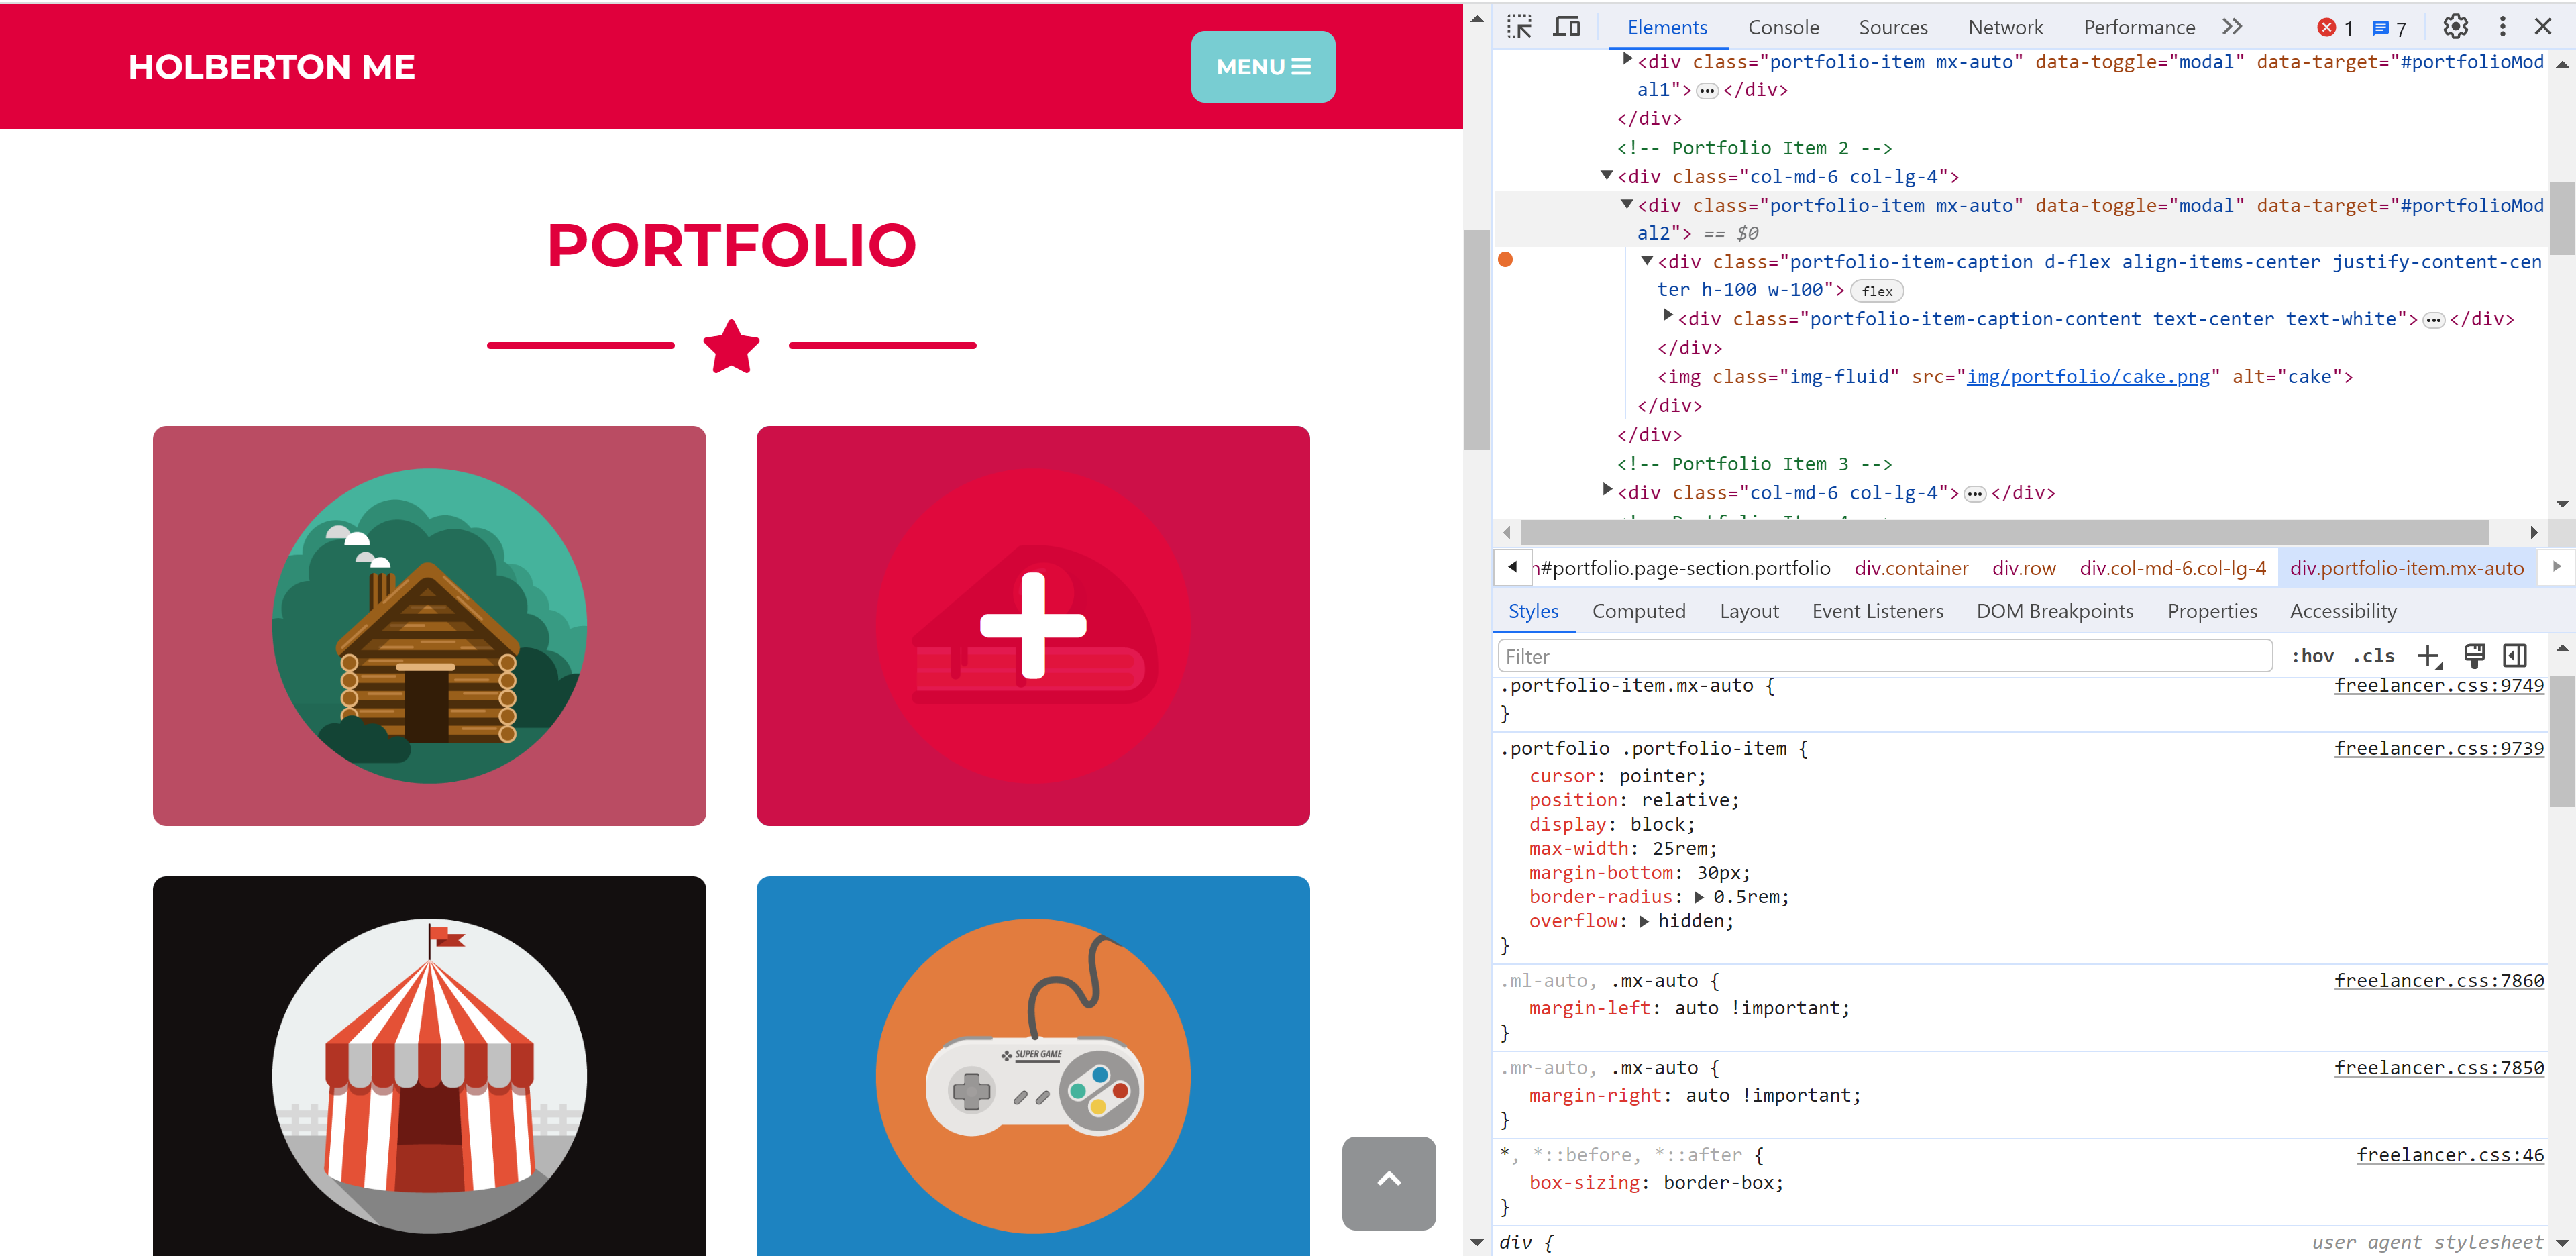 HOLBERTON ME
MENU
PORTFOLIO
SUPER GAME
Elements Console Sources Network Performance 1 7
<div class="portfolio-item mx-auto" data-toggle="modal" data-target="#portfolioMod
al1"> ••• </div>
</div>
<!-- Portfolio Item 2 -->
<div class="col-md-6 col-lg-4">
<div class="portfolio-item mx-auto" data-toggle="modal" data-target="#portfolioMod
al2"> == $0
<div class="portfolio-item-caption d-flex align-items-center justify-content-cen
ter h-100 w-100"> flex
<div class="portfolio-item-caption-content text-center text-white"> ••• </div>
</div>
<img class="img-fluid" src="img/portfolio/cake.png" alt="cake">
</div>
</div>
<!-- Portfolio Item 3 -->
<div class="col-md-6 col-lg-4"> ••• </div>
#portfolio.page-section.portfolio div.container div.row div.col-md-6.col-lg-4 div.portfolio-item.mx-auto
Styles Computed Layout Event Listeners DOM Breakpoints Properties Accessibility
Filter :hov .cls
.portfolio-item.mx-auto { freelancer.css:9749
}
.portfolio .portfolio-item { freelancer.css:9739
cursor: pointer;
position: relative;
display: block;
max-width: 25rem;
margin-bottom: 30px;
border-radius: 0.5rem;
overflow: hidden;
}
.ml-auto, .mx-auto { freelancer.css:7860
margin-left: auto !important;
}
.mr-auto, .mx-auto { freelancer.css:7850
margin-right: auto !important;
}
*, *::before, *::after { freelancer.css:46
box-sizing: border-box;
}
div { user agent stylesheet